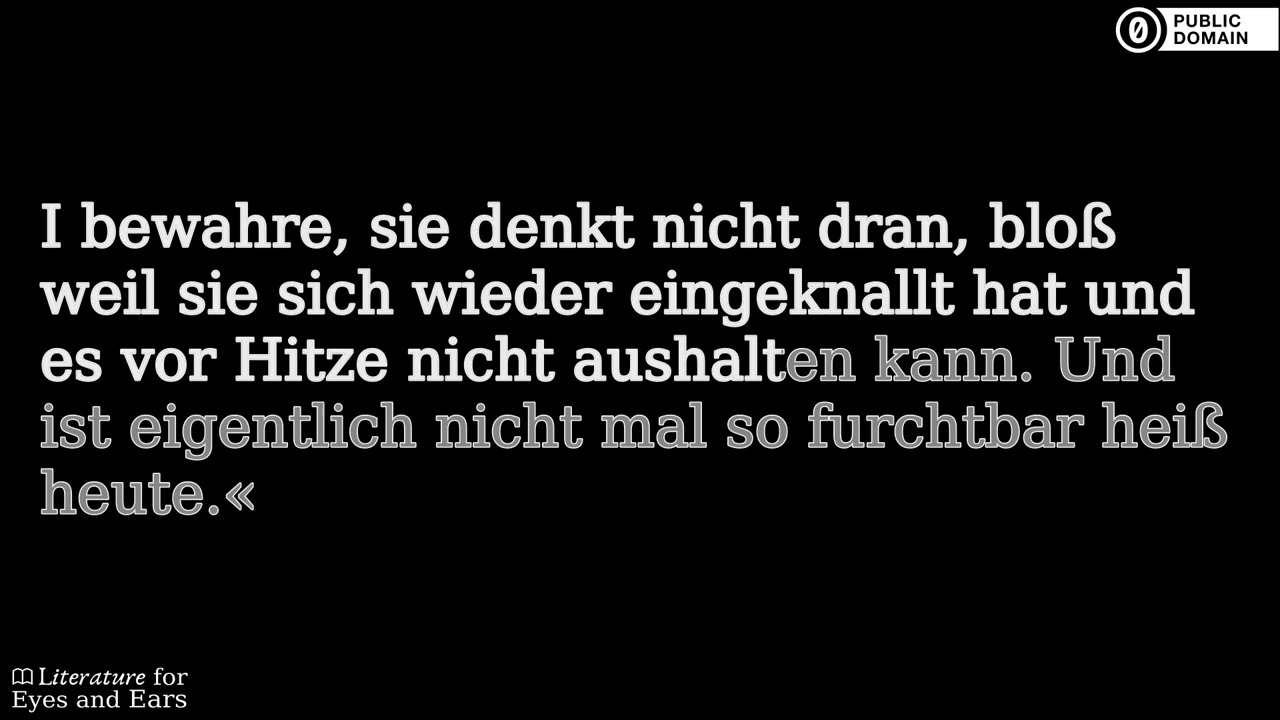 PUBLIC
DOMAIN
I bewahre, sie denkt nicht dran, bloß
weil sie sich wieder eingeknallt hat und
es vor Hitze nicht aushalten kann. Und
ist eigentlich nicht mal so furchtbar heiß
heute.«
Literature for
Eyes and Ears